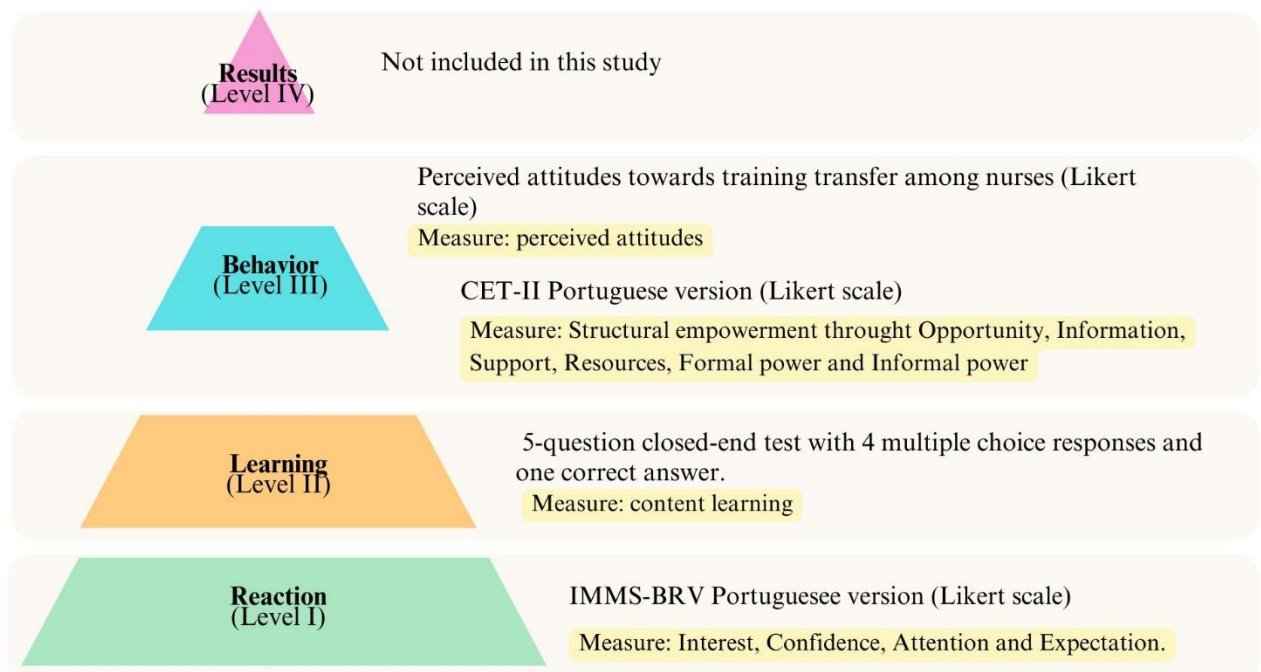 Results
(Level IV)
Not included in this study
Behavior
(Level III)
Perceived attitudes towards training transfer among nurses (Likert
scale)
Measure: perceived attitudes
CET-II Portuguese version (Likert scale)
Measure: Structural empowerment throught Opportunity, Information,
Support, Resources, Formal power and Informal power
Learning
(Level II)
5-question closed-end test with 4 multiple choice responses and
one correct answer.
Measure: content learning
Reaction
(Level I)
IMMS-BRV Portuguesee version (Likert scale)
Measure: Interest, Confidence, Attention and Expectation.